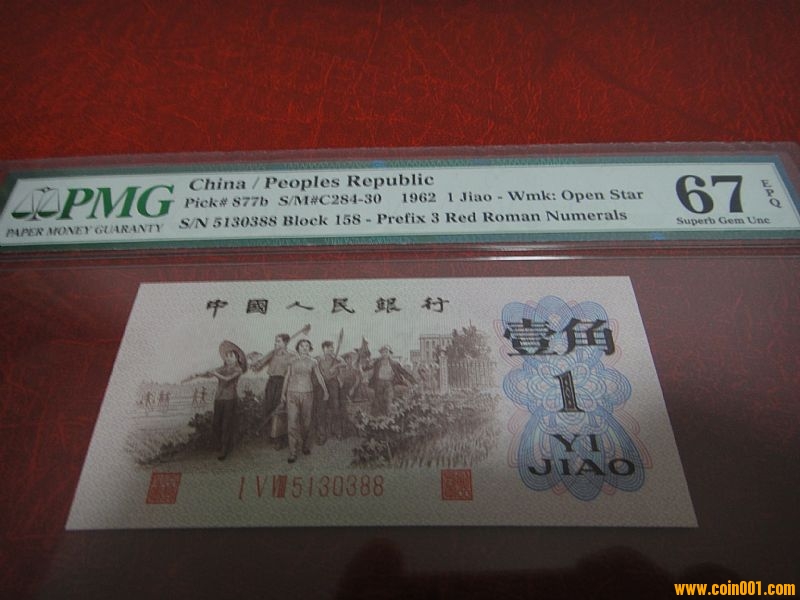 PMG
PAPER MONEY GUARANTY
China / Peoples Republic
Pick# 877b S/M#C284-30 1962 1 Jiao - Wmk: Open Star
S/N 5130388 Block 158 - Prefix 3 Red Roman Numerals
67
EPQ
Superb Gem Unc
中國人民銀行
壹角
1
YI
JIAO
I V VIII 5130388
www.coin001.com